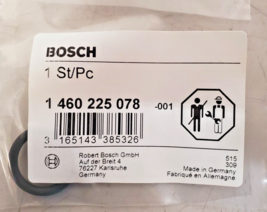 BOSCH
1 St/Pc
1 460 225 078 -001
3 165143 385326
Robert Bosch GmbH
Auf der Breit 4
76227 Karlsruhe
Germany
515
309
Made in Germany
Fabriqué en Allemagne